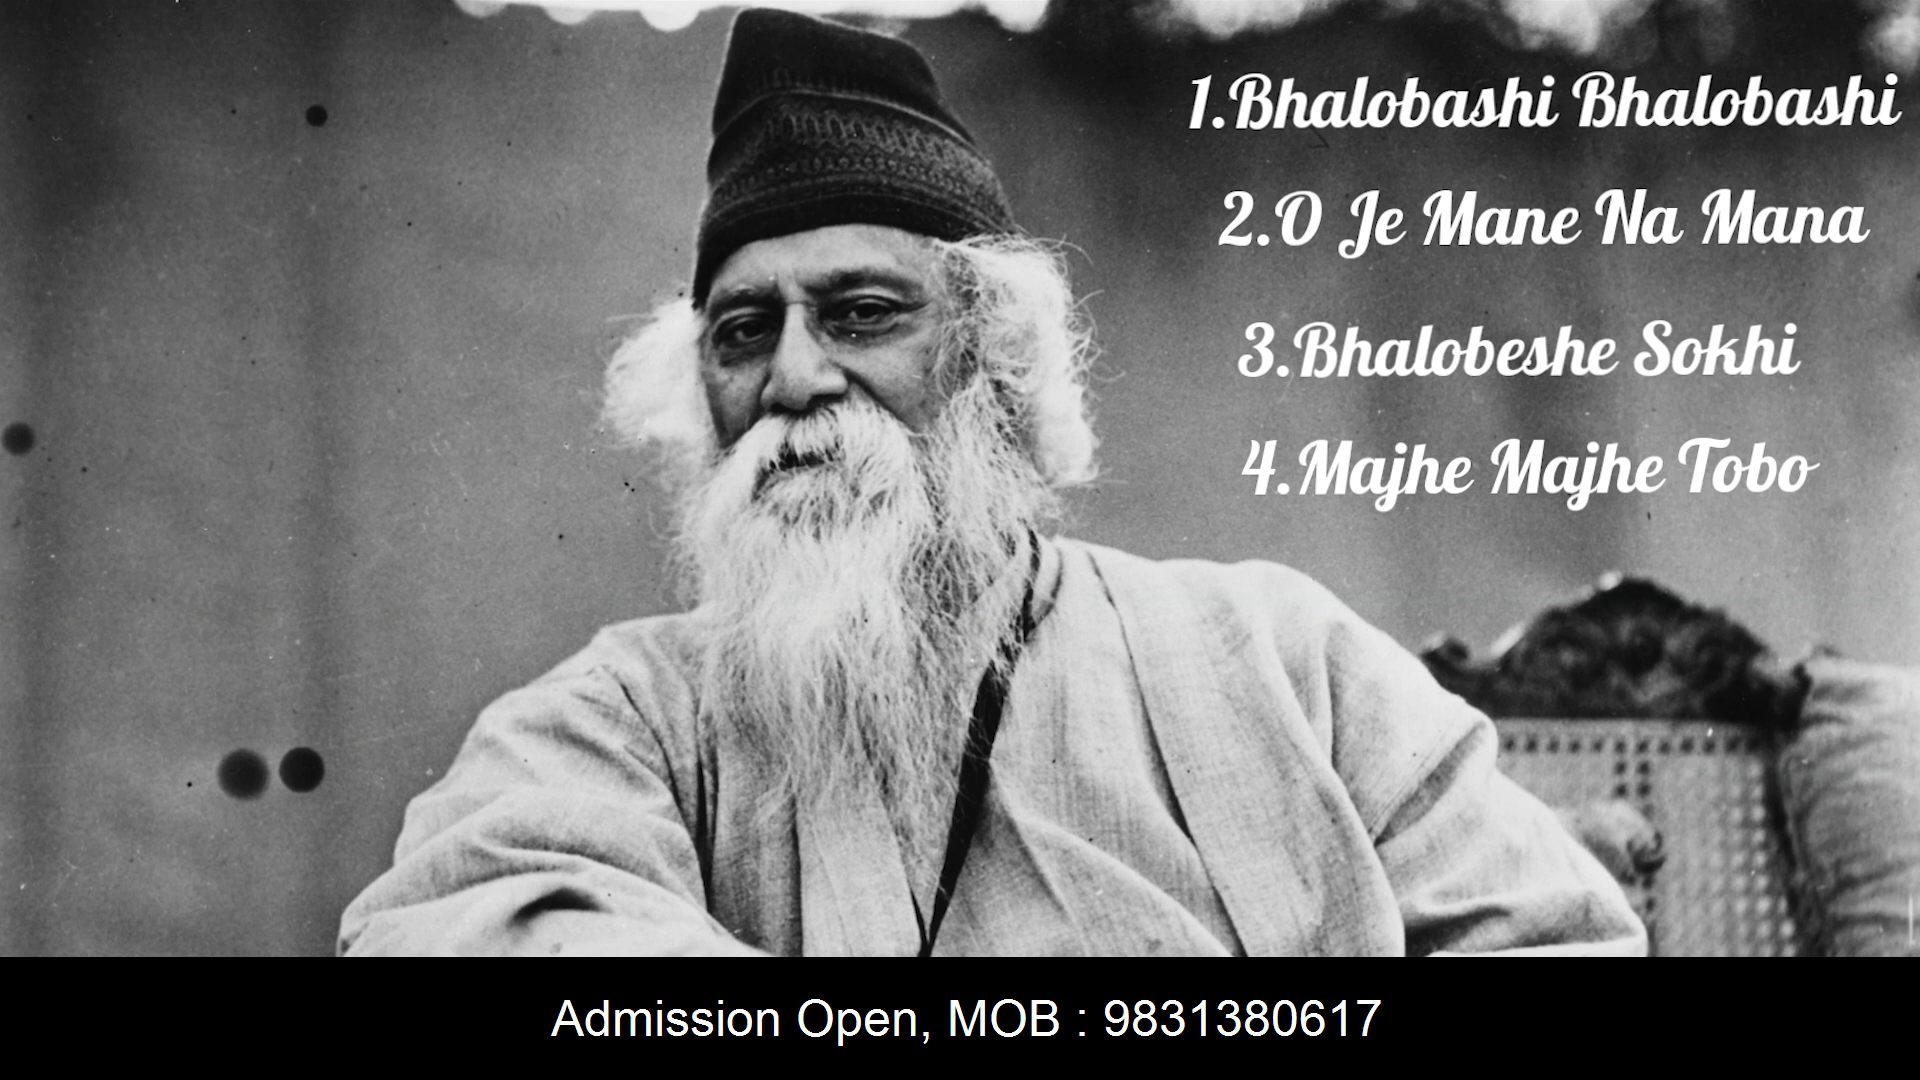 1.Bhalobashi Bhalobashi
2.O Je Mane Na Mana
3.Bhalobeshe Sokhi
4.Majhe Majhe Tobo
Admission Open, MOB : 9831380617